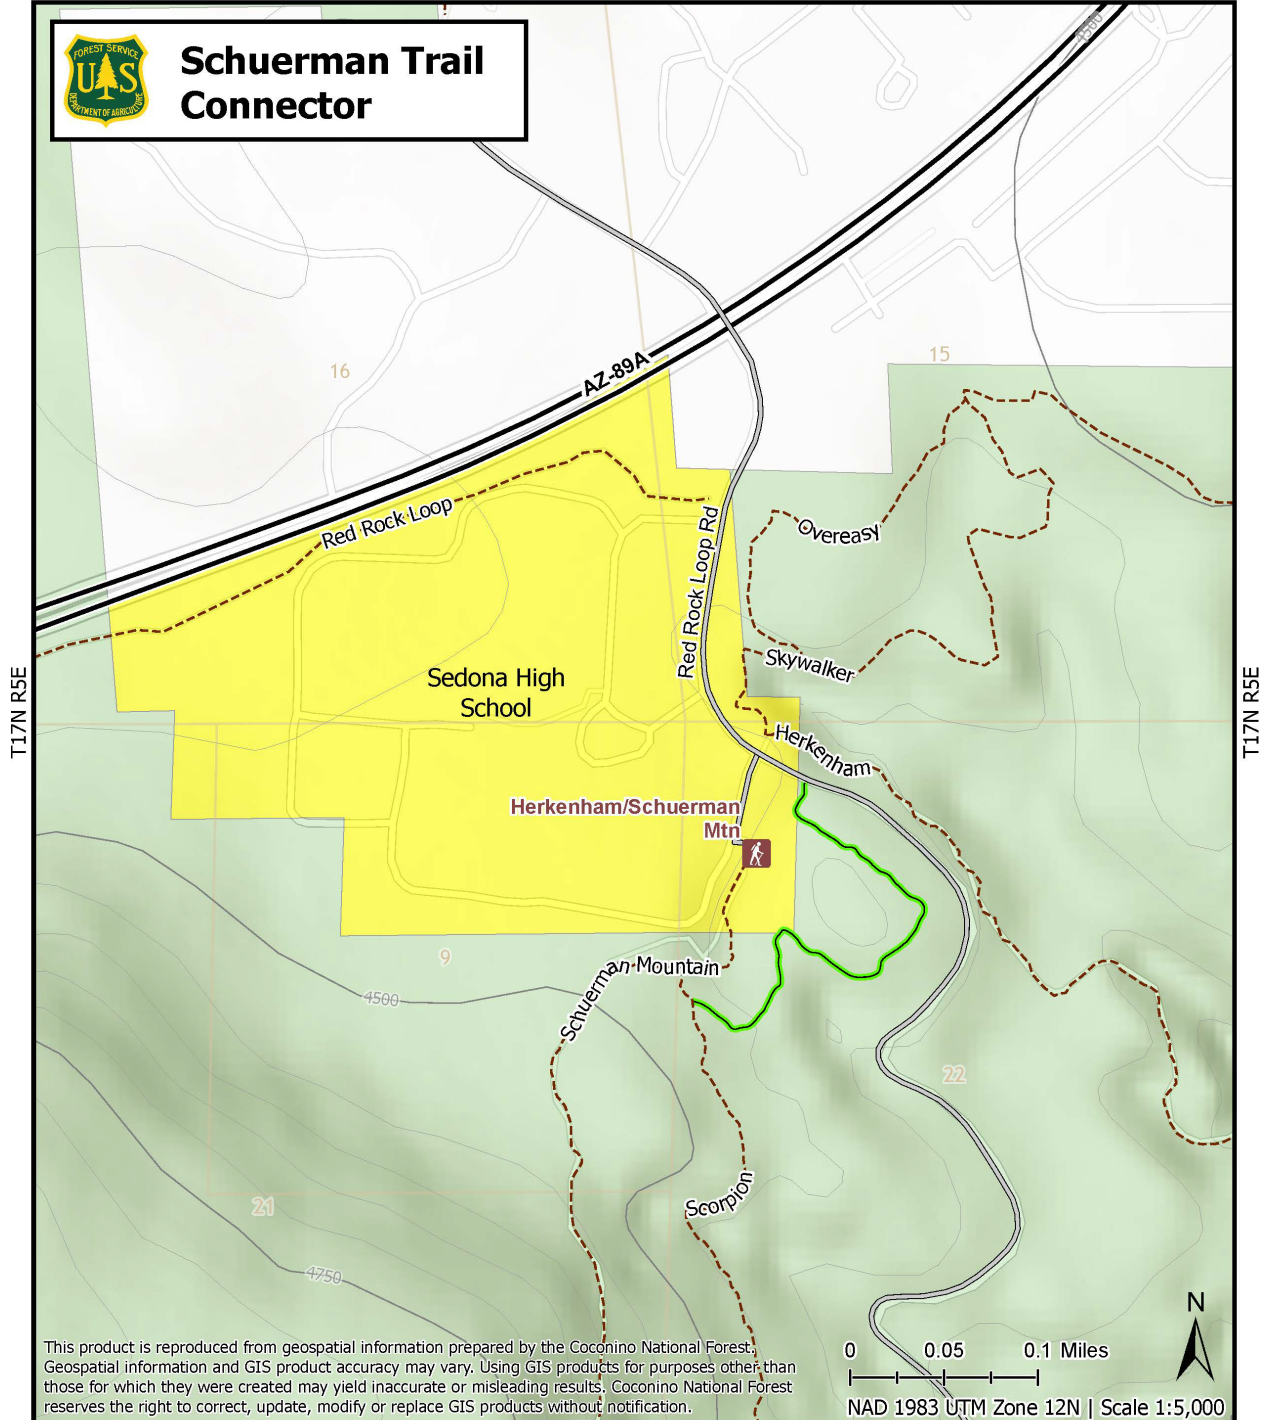 FOREST SERVICE
U S
DEPARTMENT OF AGRICULTURE
Schuerman Trail
Connector
4500
16
15
AZ-89A
Red Rock Loop
Red Rock Loop Rd
Overeasy
Skywalker
Sedona High
School
T17N R5E
T17N R5E
Herkenham
Herkenham/Schuerman
Mtn
9
Schuerman Mountain
4500
22
Scorpion
21
4750
N
This product is reproduced from geospatial information prepared by the Coconino National Forest.
Geospatial information and GIS product accuracy may vary. Using GIS products for purposes other than
those for which they were created may yield inaccurate or misleading results. Coconino National Forest
reserves the right to correct, update, modify or replace GIS products without notification.
0 0.05 0.1 Miles
NAD 1983 UTM Zone 12N | Scale 1:5,000